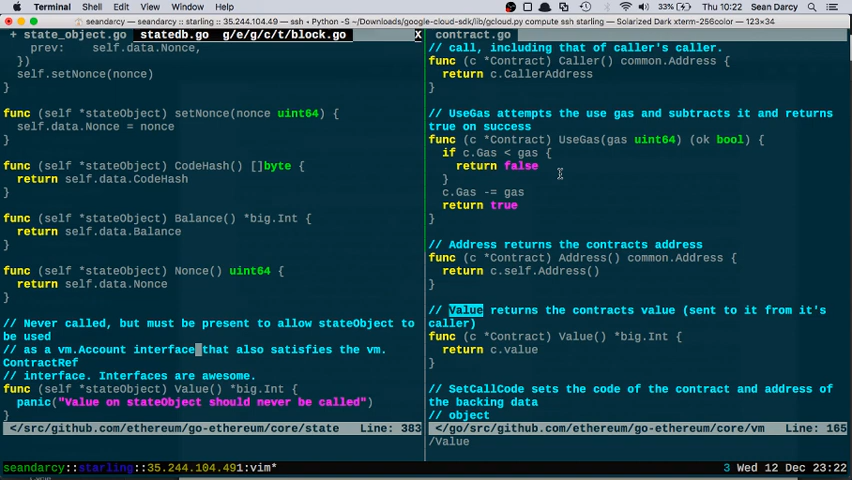 Terminal Shell Edit View Window Help Thu 10:22 Sean Darcy
seandarcy — seandarcy :: starling :: 35.244.104.49 — ssh ‹ Python ‹ S ~/Downloads/google-cloud-sdk/lib/gcloud.py compute ssh starling — Solarized Dark xterm-256color — 123×34
+ state_object.go statedb.go g/e/g/c/t/block.go X
prev: self.data.Nonce,
})
self.setNonce(nonce)
}
func (self *stateObject) setNonce(nonce uint64) {
self.data.Nonce = nonce
}
func (self *stateObject) CodeHash() []byte {
return self.data.CodeHash
}
func (self *stateObject) Balance() *big.Int {
return self.data.Balance
}
func (self *stateObject) Nonce() uint64 {
return self.data.Nonce
}
// Never called, but must be present to allow stateObject to
be used
// as a vm.Account interface that also satisfies the vm.
ContractRef
// interface. Interfaces are awesome.
func (self *stateObject) Value() *big.Int {
panic("Value on stateObject should never be called")
}
</src/github.com/ethereum/go-ethereum/core/state Line: 383
contract.go
// call, including that of caller's caller.
func (c *Contract) Caller() common.Address {
return c.CallerAddress
}
// UseGas attempts the use gas and subtracts it and returns
true on success
func (c *Contract) UseGas(gas uint64) (ok bool) {
if c.Gas < gas {
return false
}
c.Gas -= gas
return true
}
// Address returns the contracts address
func (c *Contract) Address() common.Address {
return c.self.Address()
}
// Value returns the contracts value (sent to it from it's
caller)
func (c *Contract) Value() *big.Int {
return c.value
}
// SetCallCode sets the code of the contract and address of
the backing data
// object
</go/src/github.com/ethereum/go-ethereum/core/vm Line: 165
/Value
seandarcy::starling::35.244.104.491:vim* 3 Wed 12 Dec 23:22